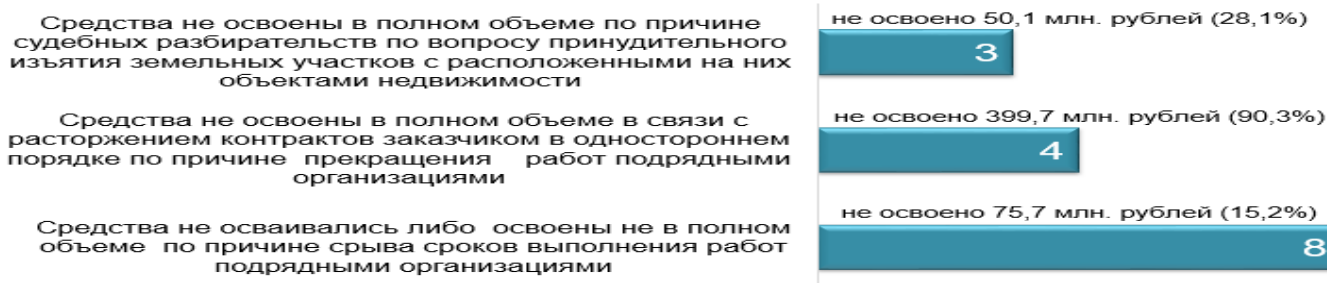 Средства не освоены в полном объеме по причине
судебных разбирательств по вопросу принудительного
изъятия земельных участков с расположенными на них
объектами недвижимости
не освоено 50,1 млн. рублей (28,1%)
3
Средства не освоены в полном объеме в связи с
расторжением контрактов заказчиком в одностороннем
порядке по причине прекращения работ подрядными
организациями
не освоено 399,7 млн. рублей (90,3%)
4
Средства не осваивались либо освоены не в полном
объеме по причине срыва сроков выполнения работ
подрядными организациями
не освоено 75,7 млн. рублей (15,2%)
8